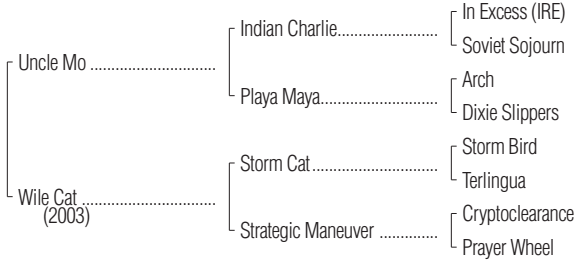 In Excess (IRE)
Indian Charlie....................
Soviet Sojourn
Uncle Mo ............................
Arch
Playa Maya........................
Dixie Slippers
Storm Bird
Storm Cat..........................
Terlingua
Wile Cat ..............................
(2003)
Cryptoclearance
Strategic Maneuver .............
Prayer Wheel